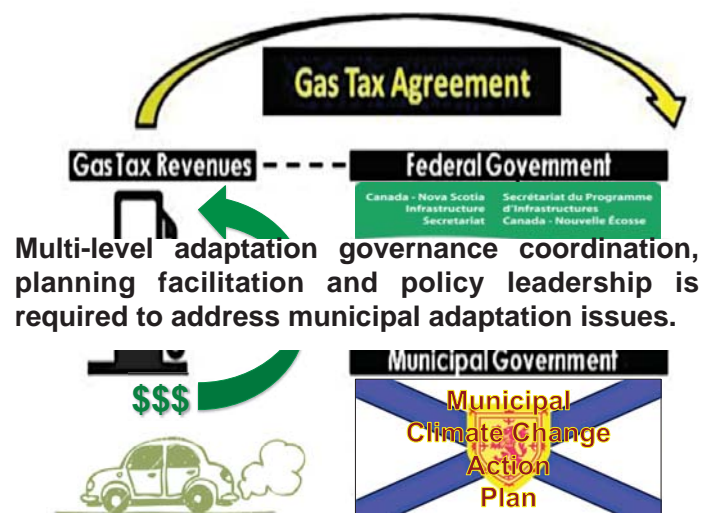 Gas Tax Agreement
Gas Tax Revenues
Federal Government
Canada - Nova Scotia
Infrastructure
Secretariat
Secrétariat du Programme
d'Infrastructures
Canada - Nouvelle Écosse
Multi-level adaptation governance coordination,
planning facilitation and policy leadership is
required to address municipal adaptation issues.
Municipal Government
$$$
Municipal
Climate Change
Action
Plan